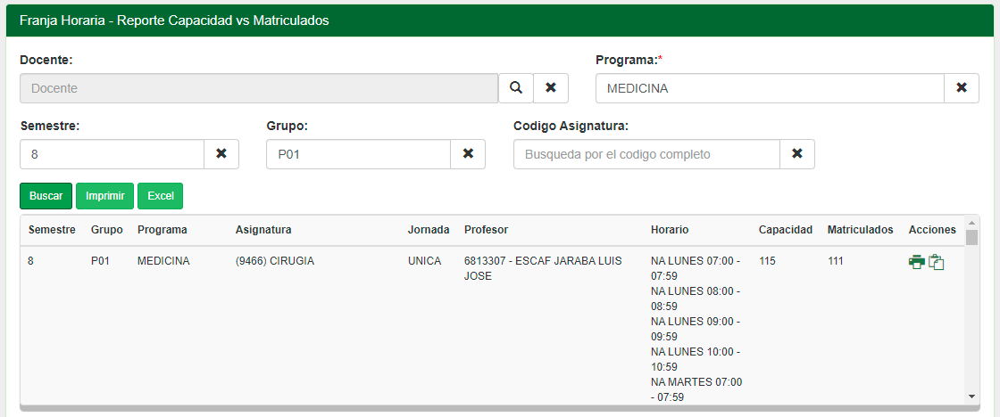 Franja Horaria - Reporte Capacidad vs Matriculados
Docente:
Programa:*
Docente
MEDICINA
Semestre:
Grupo:
Codigo Asignatura:
8
P01
Busqueda por el codigo completo
Buscar
Imprimir
Excel
Semestre Grupo Programa Asignatura Jornada Profesor Horario Capacidad Matriculados Acciones
8 P01 MEDICINA (9466) CIRUGIA UNICA 6813307 - ESCAF JARABA LUIS NA LUNES 07:00 - 115 111
JOSE 07:59
NA LUNES 08:00 -
08:59
NA LUNES 09:00 -
09:59
NA LUNES 10:00 -
10:59
NA MARTES 07:00
- 07:59